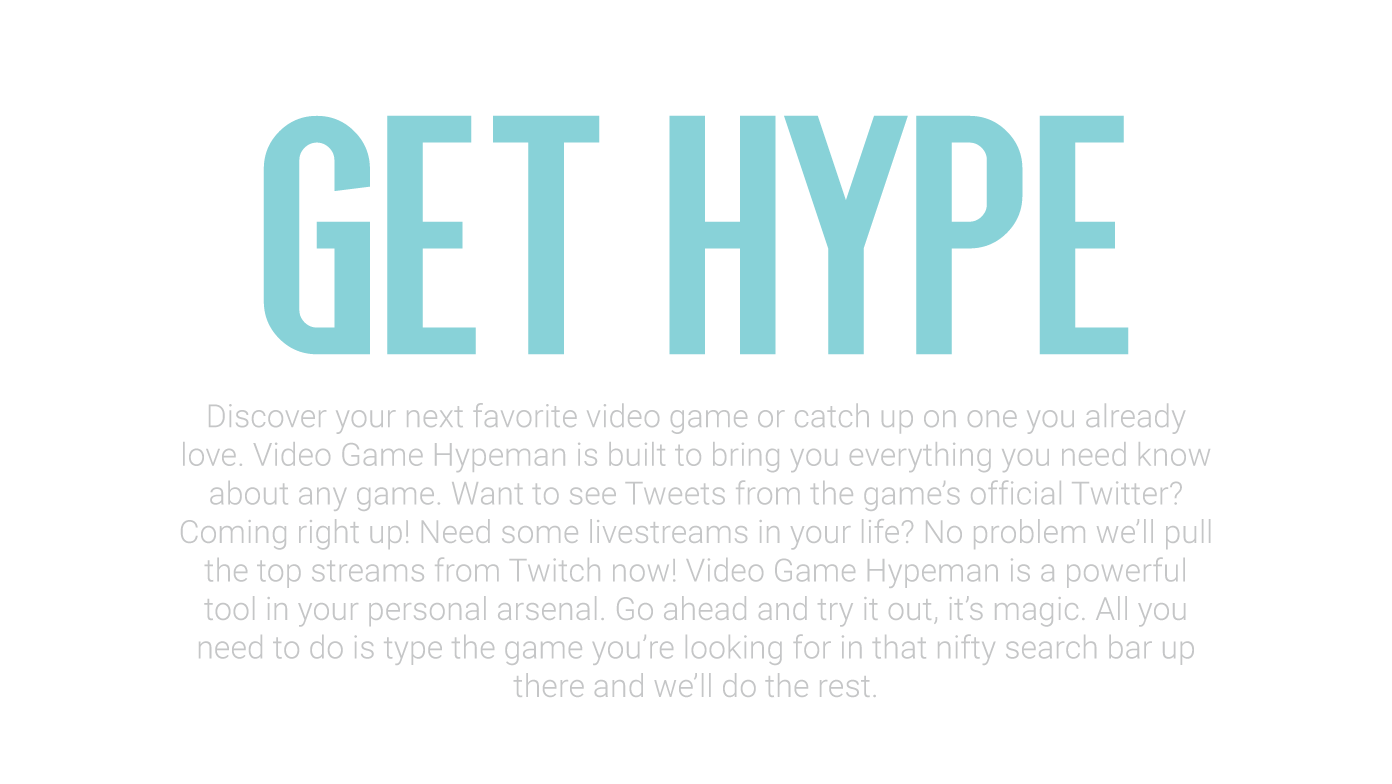 GET HYPE
Discover your next favorite video game or catch up on one you already
love. Video Game Hypeman is built to bring you everything you need know
about any game. Want to see Tweets from the game’s official Twitter?
Coming right up! Need some livestreams in your life? No problem we’ll pull
the top streams from Twitch now! Video Game Hypeman is a powerful
tool in your personal arsenal. Go ahead and try it out, it’s magic. All you
need to do is type the game you’re looking for in that nifty search bar up
there and we’ll do the rest.